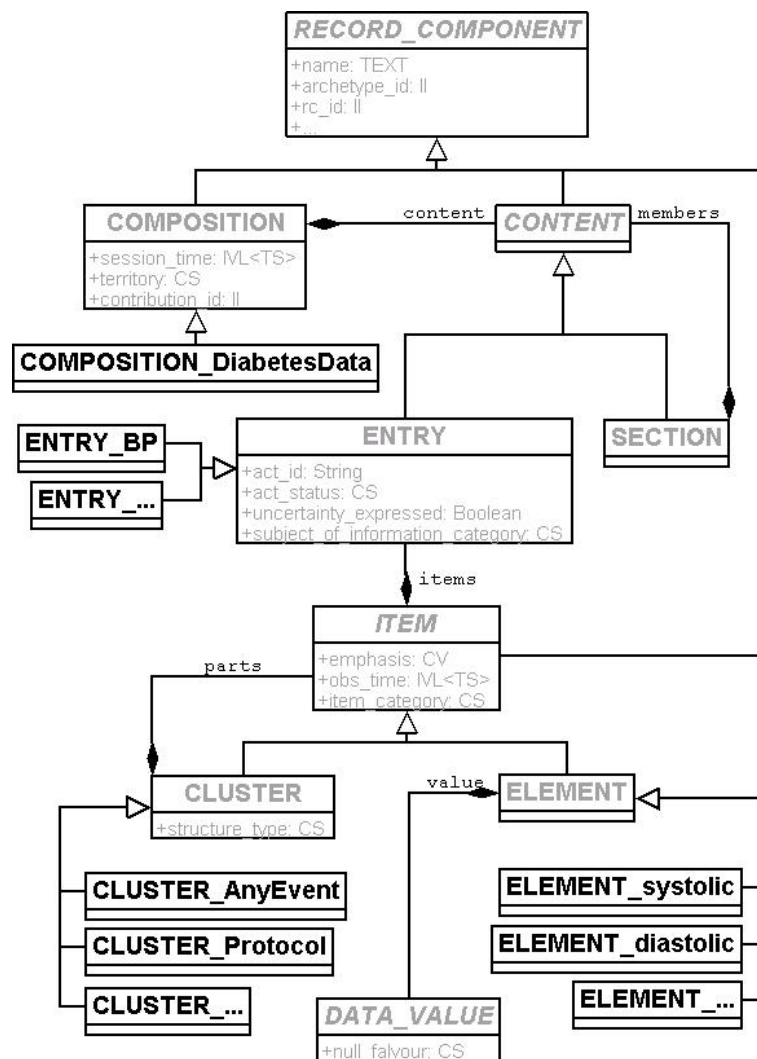 RECORD_COMPONENT
+name: TEXT
+archetype_id: II
+rc_id: II
+...
COMPOSITION
+session_time: IVL<TS>
+territory: CS
+contribution_id: II
content
CONTENT
members
COMPOSITION_DiabetesData
ENTRY_BP
ENTRY_...
ENTRY
+act_id: String
+act_status: CS
+uncertainty_expressed: Boolean
+subject_of_information_category: CS
SECTION
items
ITEM
+emphasis: CV
+obs_time: IVL<TS>
+item_category: CS
parts
CLUSTER
+structure_type: CS
value
ELEMENT
CLUSTER_AnyEvent
CLUSTER_Protocol
CLUSTER_...
ELEMENT_systolic
ELEMENT_diastolic
ELEMENT_...
DATA_VALUE
+null_falvour: CS